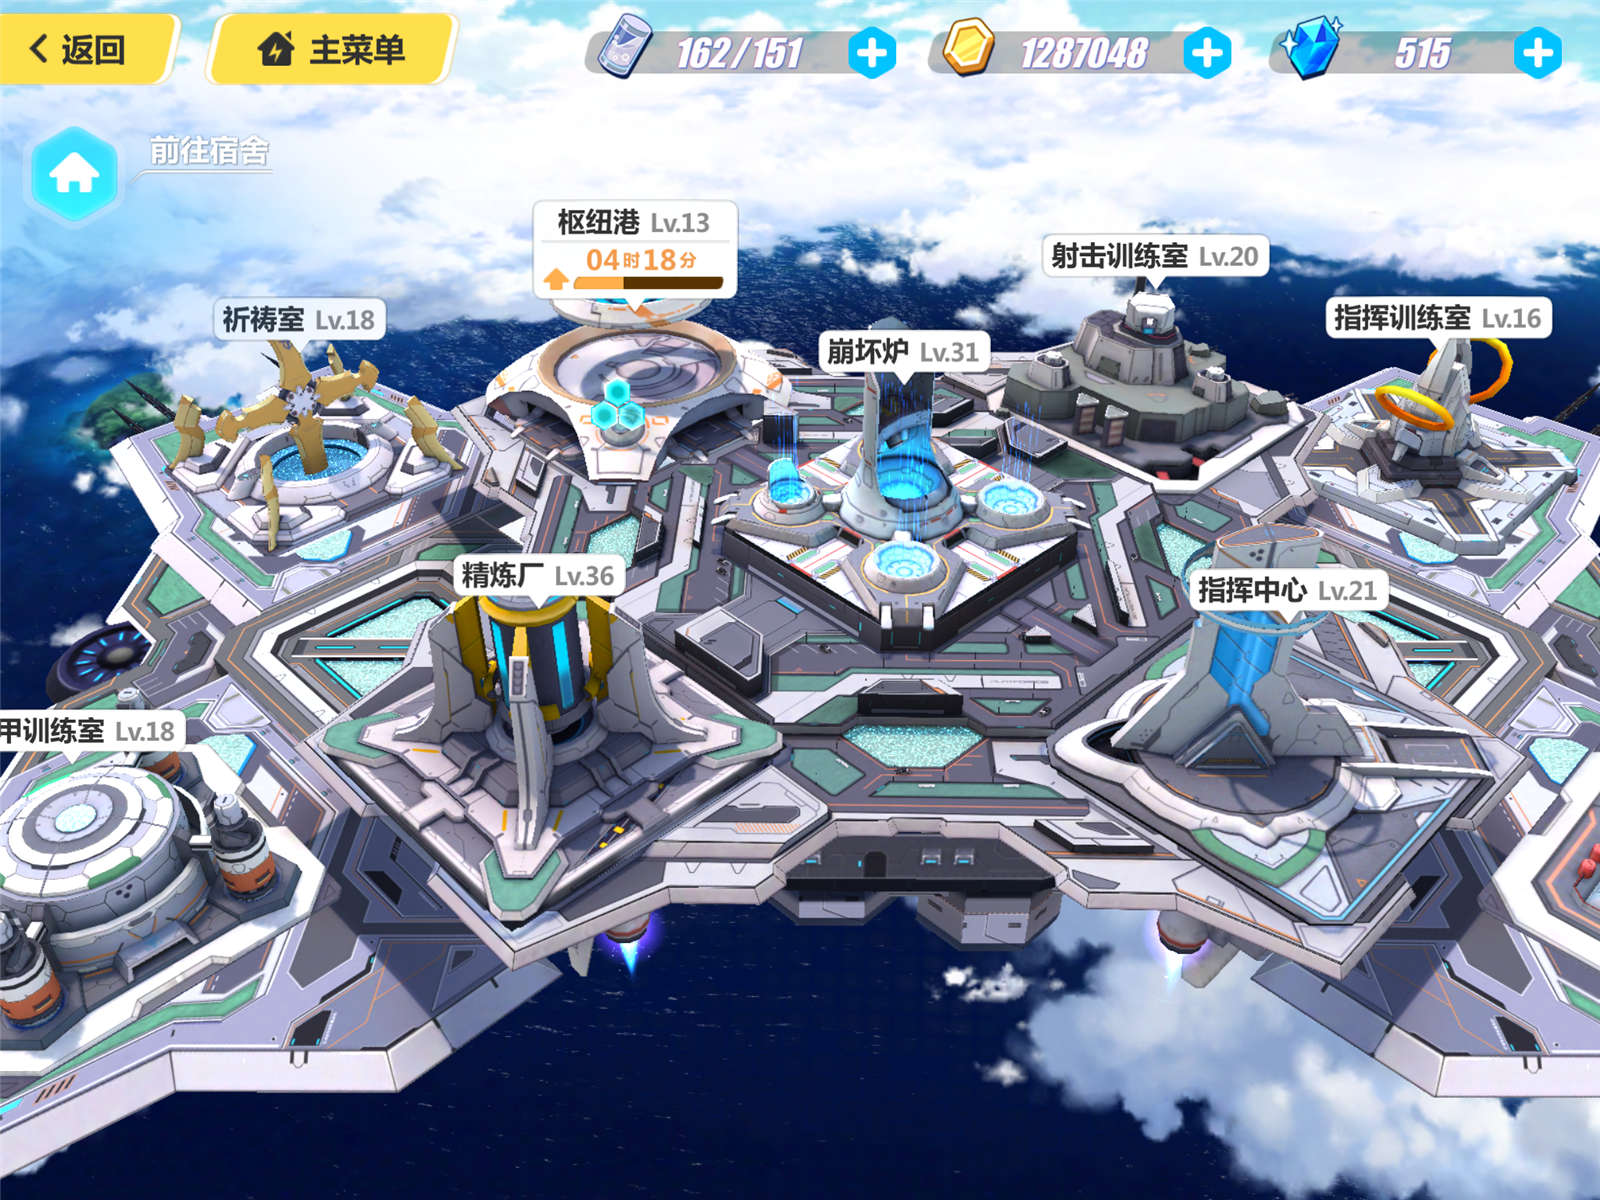 返回
主菜单
162/151
1287048
515
前往宿舍
枢纽港 Lv.13
04时18分
射击训练室 Lv.20
祈祷室 Lv.18
指挥训练室 Lv.16
崩坏炉 Lv.31
精炼厂 Lv.36
指挥中心 Lv.21
甲训练室 Lv.18